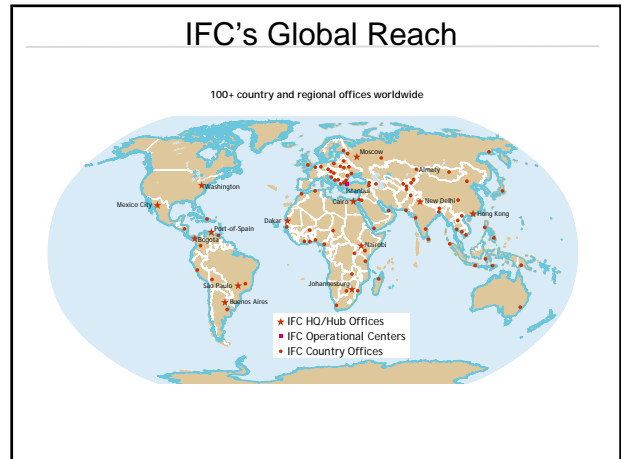 IFC's Global Reach
100+ country and regional offices worldwide
Moscow
Almaty
Istanbul
Washington
Mexico City
Cairo
New Delhi
Hong Kong
Dakar
Port-of-Spain
Bogota
Nairobi
São Paulo
Johannesburg
Buenos Aires
IFC HQ/Hub Offices
IFC Operational Centers
IFC Country Offices